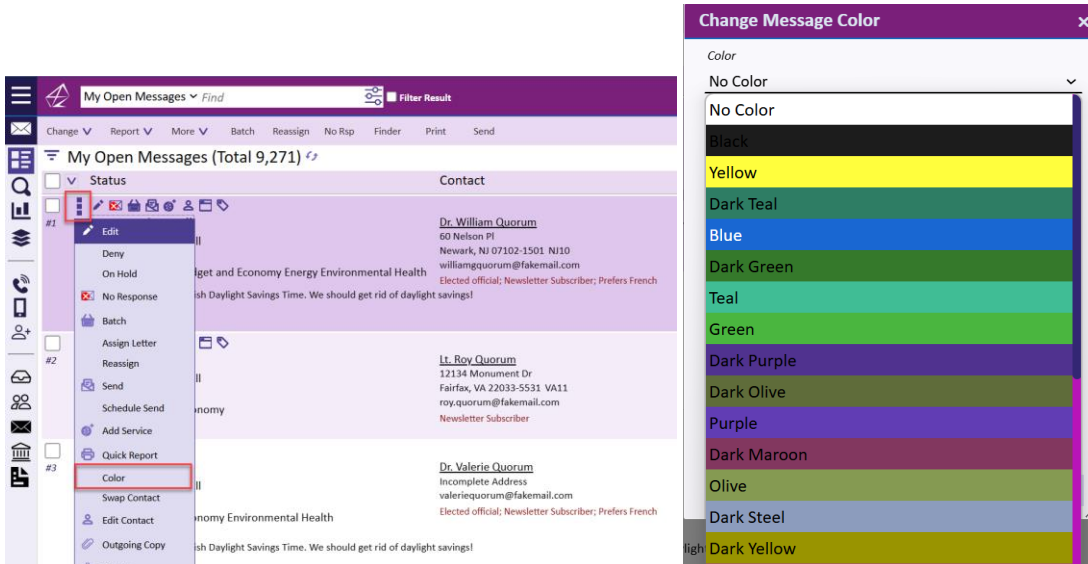 My Open Messages Find Filter Result
Change Report More Batch Reassign No Rsp Finder Print Send
My Open Messages (Total 9,271)
Status Contact
#1
Edit
Deny
On Hold
No Response
Batch
Assign Letter
Reassign
Send
Schedule Send
Add Service
Quick Report
Color
Swap Contact
Edit Contact
Outgoing Copy
ll
and Economy Energy Environmental Health
Daylight Savings Time. We should get rid of daylight savings!
Dr. William Quorum
60 Nelson Pl
Newark, NJ 07102-1501 NJ10
williamgquorum@fakemail.com
Elected official; Newsletter Subscriber; Prefers French
#2
ll
Lt. Roy Quorum
12134 Monument Dr
Fairfax, VA 22033-5531 VA11
roy.quorum@fakemail.com
Newsletter Subscriber
#3
ll
Environmental Health
Daylight Savings Time. We should get rid of daylight savings!
Dr. Valerie Quorum
Incomplete Address
valeriequorum@fakemail.com
Elected official; Newsletter Subscriber; Prefers French
Change Message Color
Color
No Color
No Color
Black
Yellow
Dark Teal
Blue
Dark Green
Teal
Green
Dark Purple
Dark Olive
Purple
Dark Maroon
Olive
Dark Steel
Dark Yellow